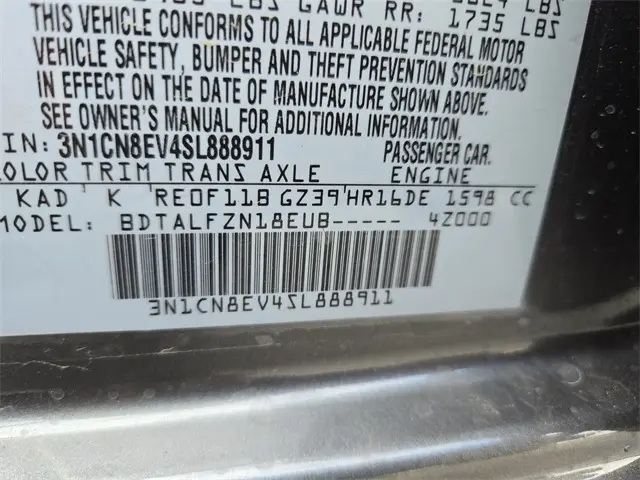 LBS GAWR RR: 1735 LBS
THIS VEHICLE CONFORMS TO ALL APPLICABLE FEDERAL MOTOR
VEHICLE SAFETY, BUMPER AND THEFT PREVENTION STANDARDS
IN EFFECT ON THE DATE OF MANUFACTURE SHOWN ABOVE.
SEE OWNER'S MANUAL FOR ADDITIONAL INFORMATION.
IN: 3N1CN8EV4SL888911 PASSENGER CAR.
OLOR TRIM TRANS AXLE ENGINE
KAD K RE0F11B GZ39 HR16DE 1598 CC
MODEL: BDTALFZN18EUB----- 4Z000
3N1CN8EV4SL888911